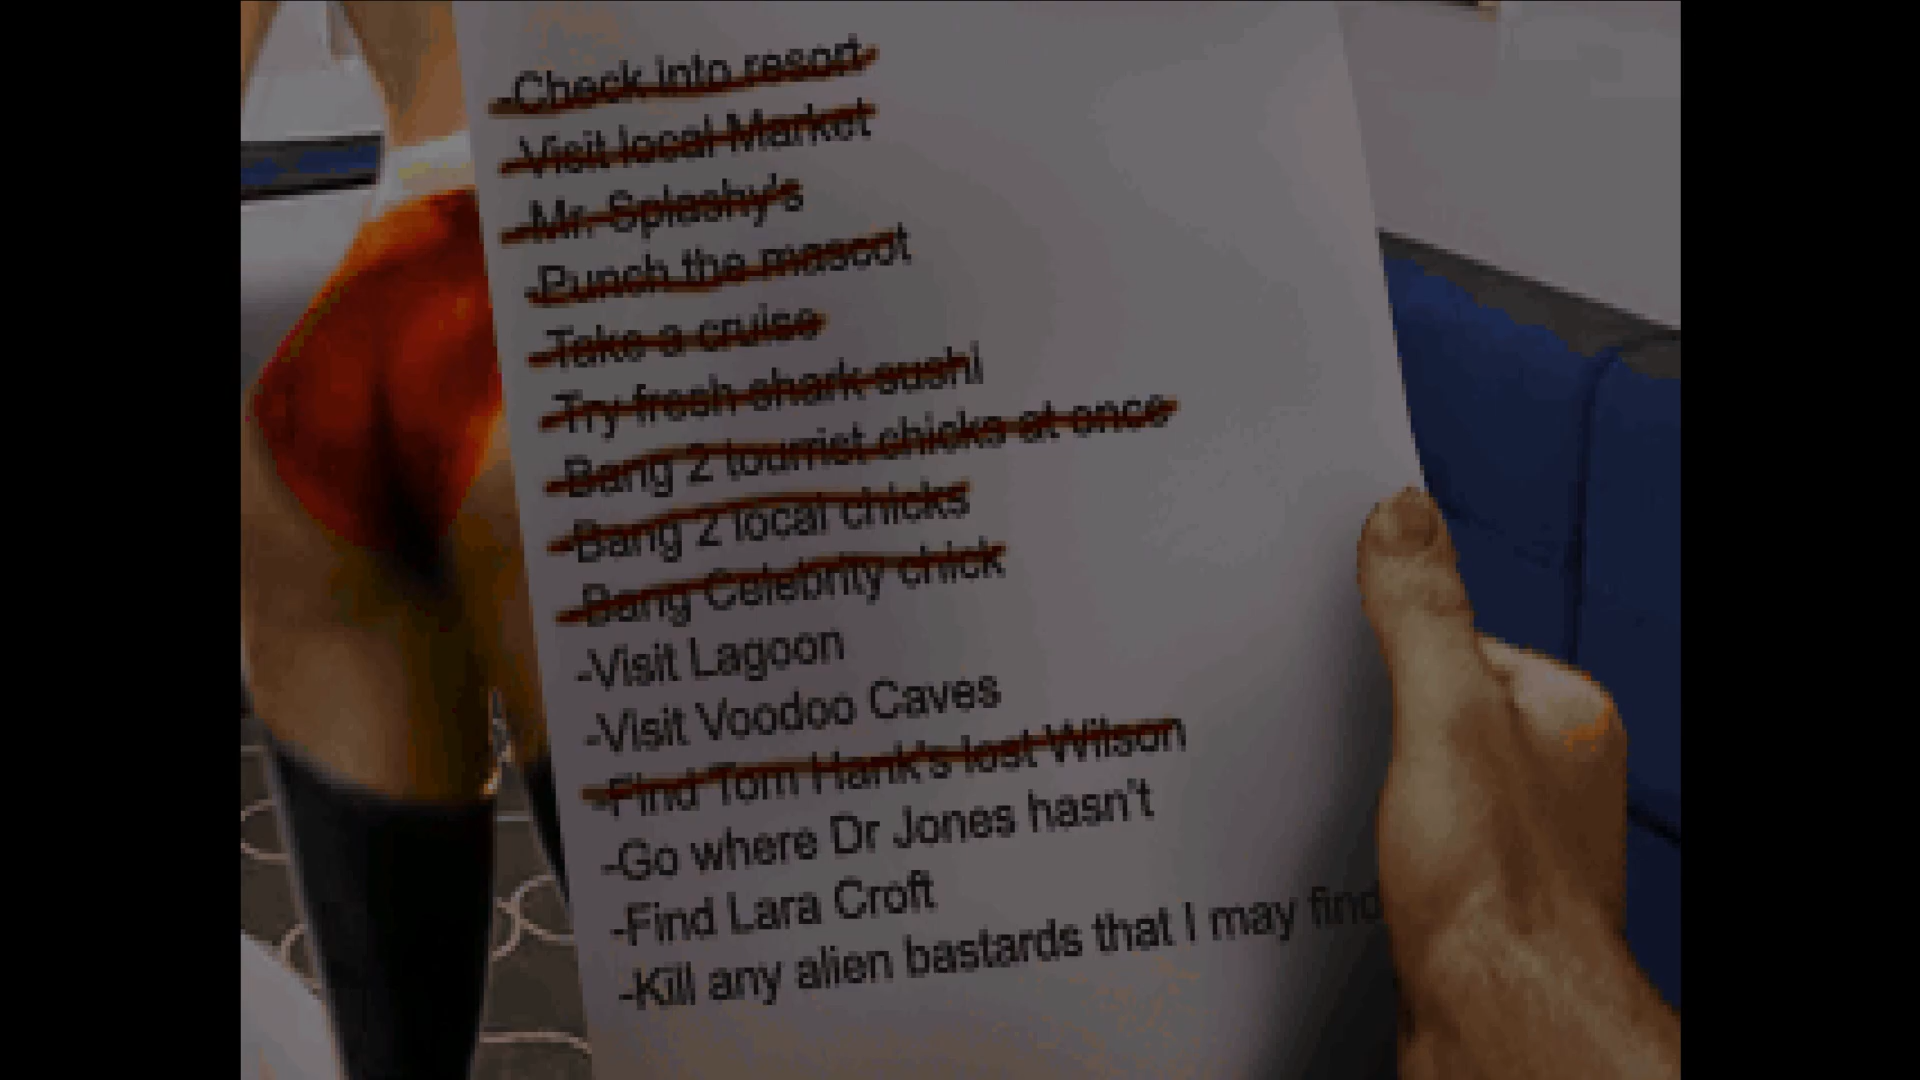 -Check into resort
-Visit local Market
-Mr. Splashy's
-Punch the mascot
-Take a cruise
-Try fresh shark sushi
-Bang 2 tourrist chicks at once
-Bang 2 local chicks
-Bang Celebrity chick
-Visit Lagoon
-Visit Voodoo Caves
-Find Tom Hank's lost Wilson
-Go where Dr Jones hasn't
-Find Lara Croft
-Kill any alien bastards that I may find